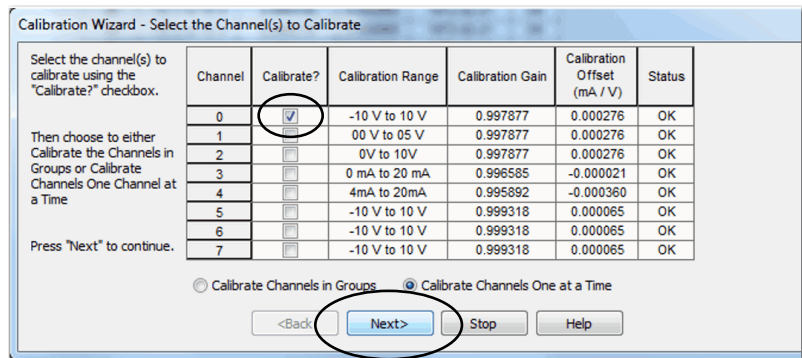 Calibration Wizard - Select the Channel(s) to Calibrate
Select the channel(s) to
calibrate using the
"Calibrate?" checkbox.
Then choose to either
Calibrate the Channels in
Groups or Calibrate
Channels One Channel at
a Time
Press "Next" to continue.
Channel Calibrate? Calibration Range Calibration Gain Calibration Offset (mA / V) Status
0 -10 V to 10 V 0.997877 0.000276 OK
1 00 V to 05 V 0.997877 0.000276 OK
2 0V to 10V 0.997877 0.000276 OK
3 0 mA to 20 mA 0.996585 -0.000021 OK
4 4mA to 20mA 0.995892 -0.000360 OK
5 -10 V to 10 V 0.999318 0.000065 OK
6 -10 V to 10 V 0.999318 0.000065 OK
7 -10 V to 10 V 0.999318 0.000065 OK
Calibrate Channels in Groups Calibrate Channels One at a Time
<Back Next> Stop Help